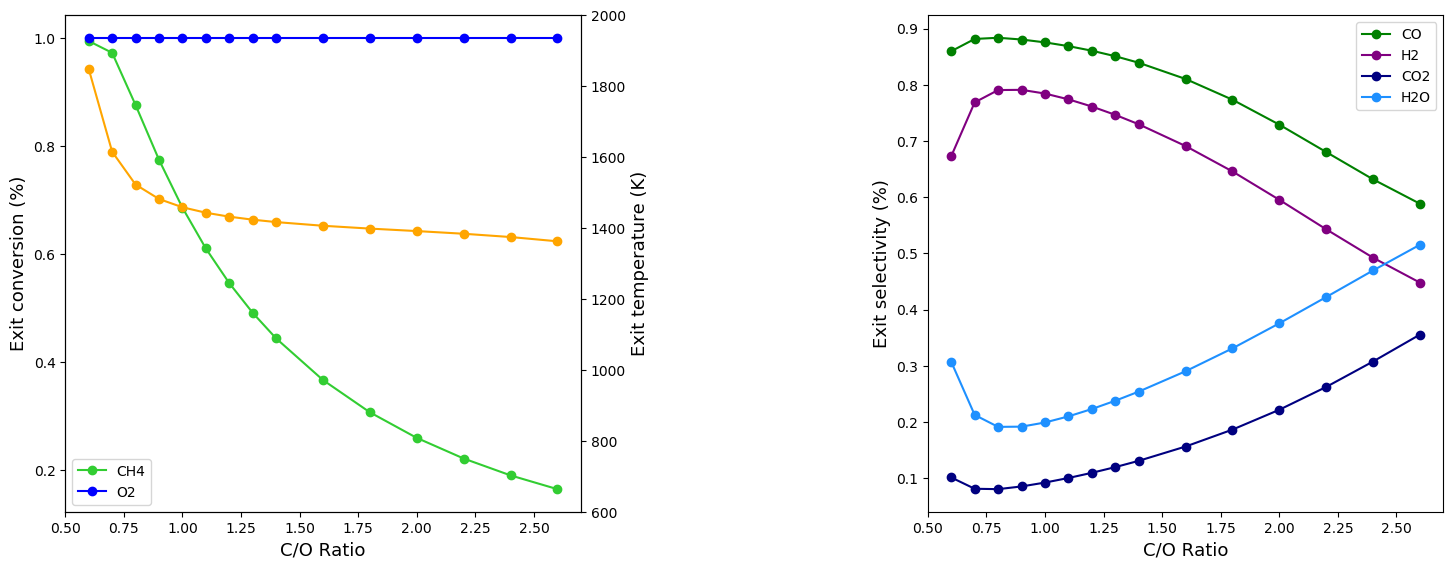 Exit conversion (%)
1.0
0.8
0.6
0.4
0.2
CH4
O2
0.50 0.75 1.00 1.25 1.50 1.75 2.00 2.25 2.50
C/O Ratio
2000
1800
1600
1400
1200
1000
800
600
Exit temperature (K)
Exit selectivity (%)
0.9
0.8
0.7
0.6
0.5
0.4
0.3
0.2
0.1
CO
H2
CO2
H2O
0.50 0.75 1.00 1.25 1.50 1.75 2.00 2.25 2.50
C/O Ratio